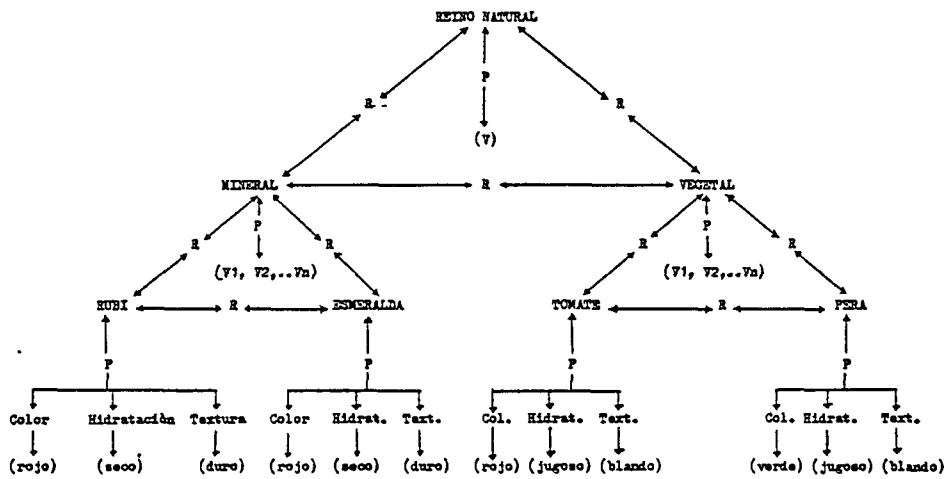 REINO NATURAL
P
R R
(V)
MINERAL R VEGETAL
P P
R R R R
(V1, V2,..Vn) (V1, V2,..Vn)
RUBI R ESMERALDA TOMATE R PERA
P P P P
Color Hidrataciòn Textura Color Hidrat. Text. Col. Hidrat. Text. Col. Hidrat. Text.
(rojo) (seco) (duro) (rojo) (seco) (duro) (rojo) (jugoso) (blando) (verde) (jugoso) (blando)